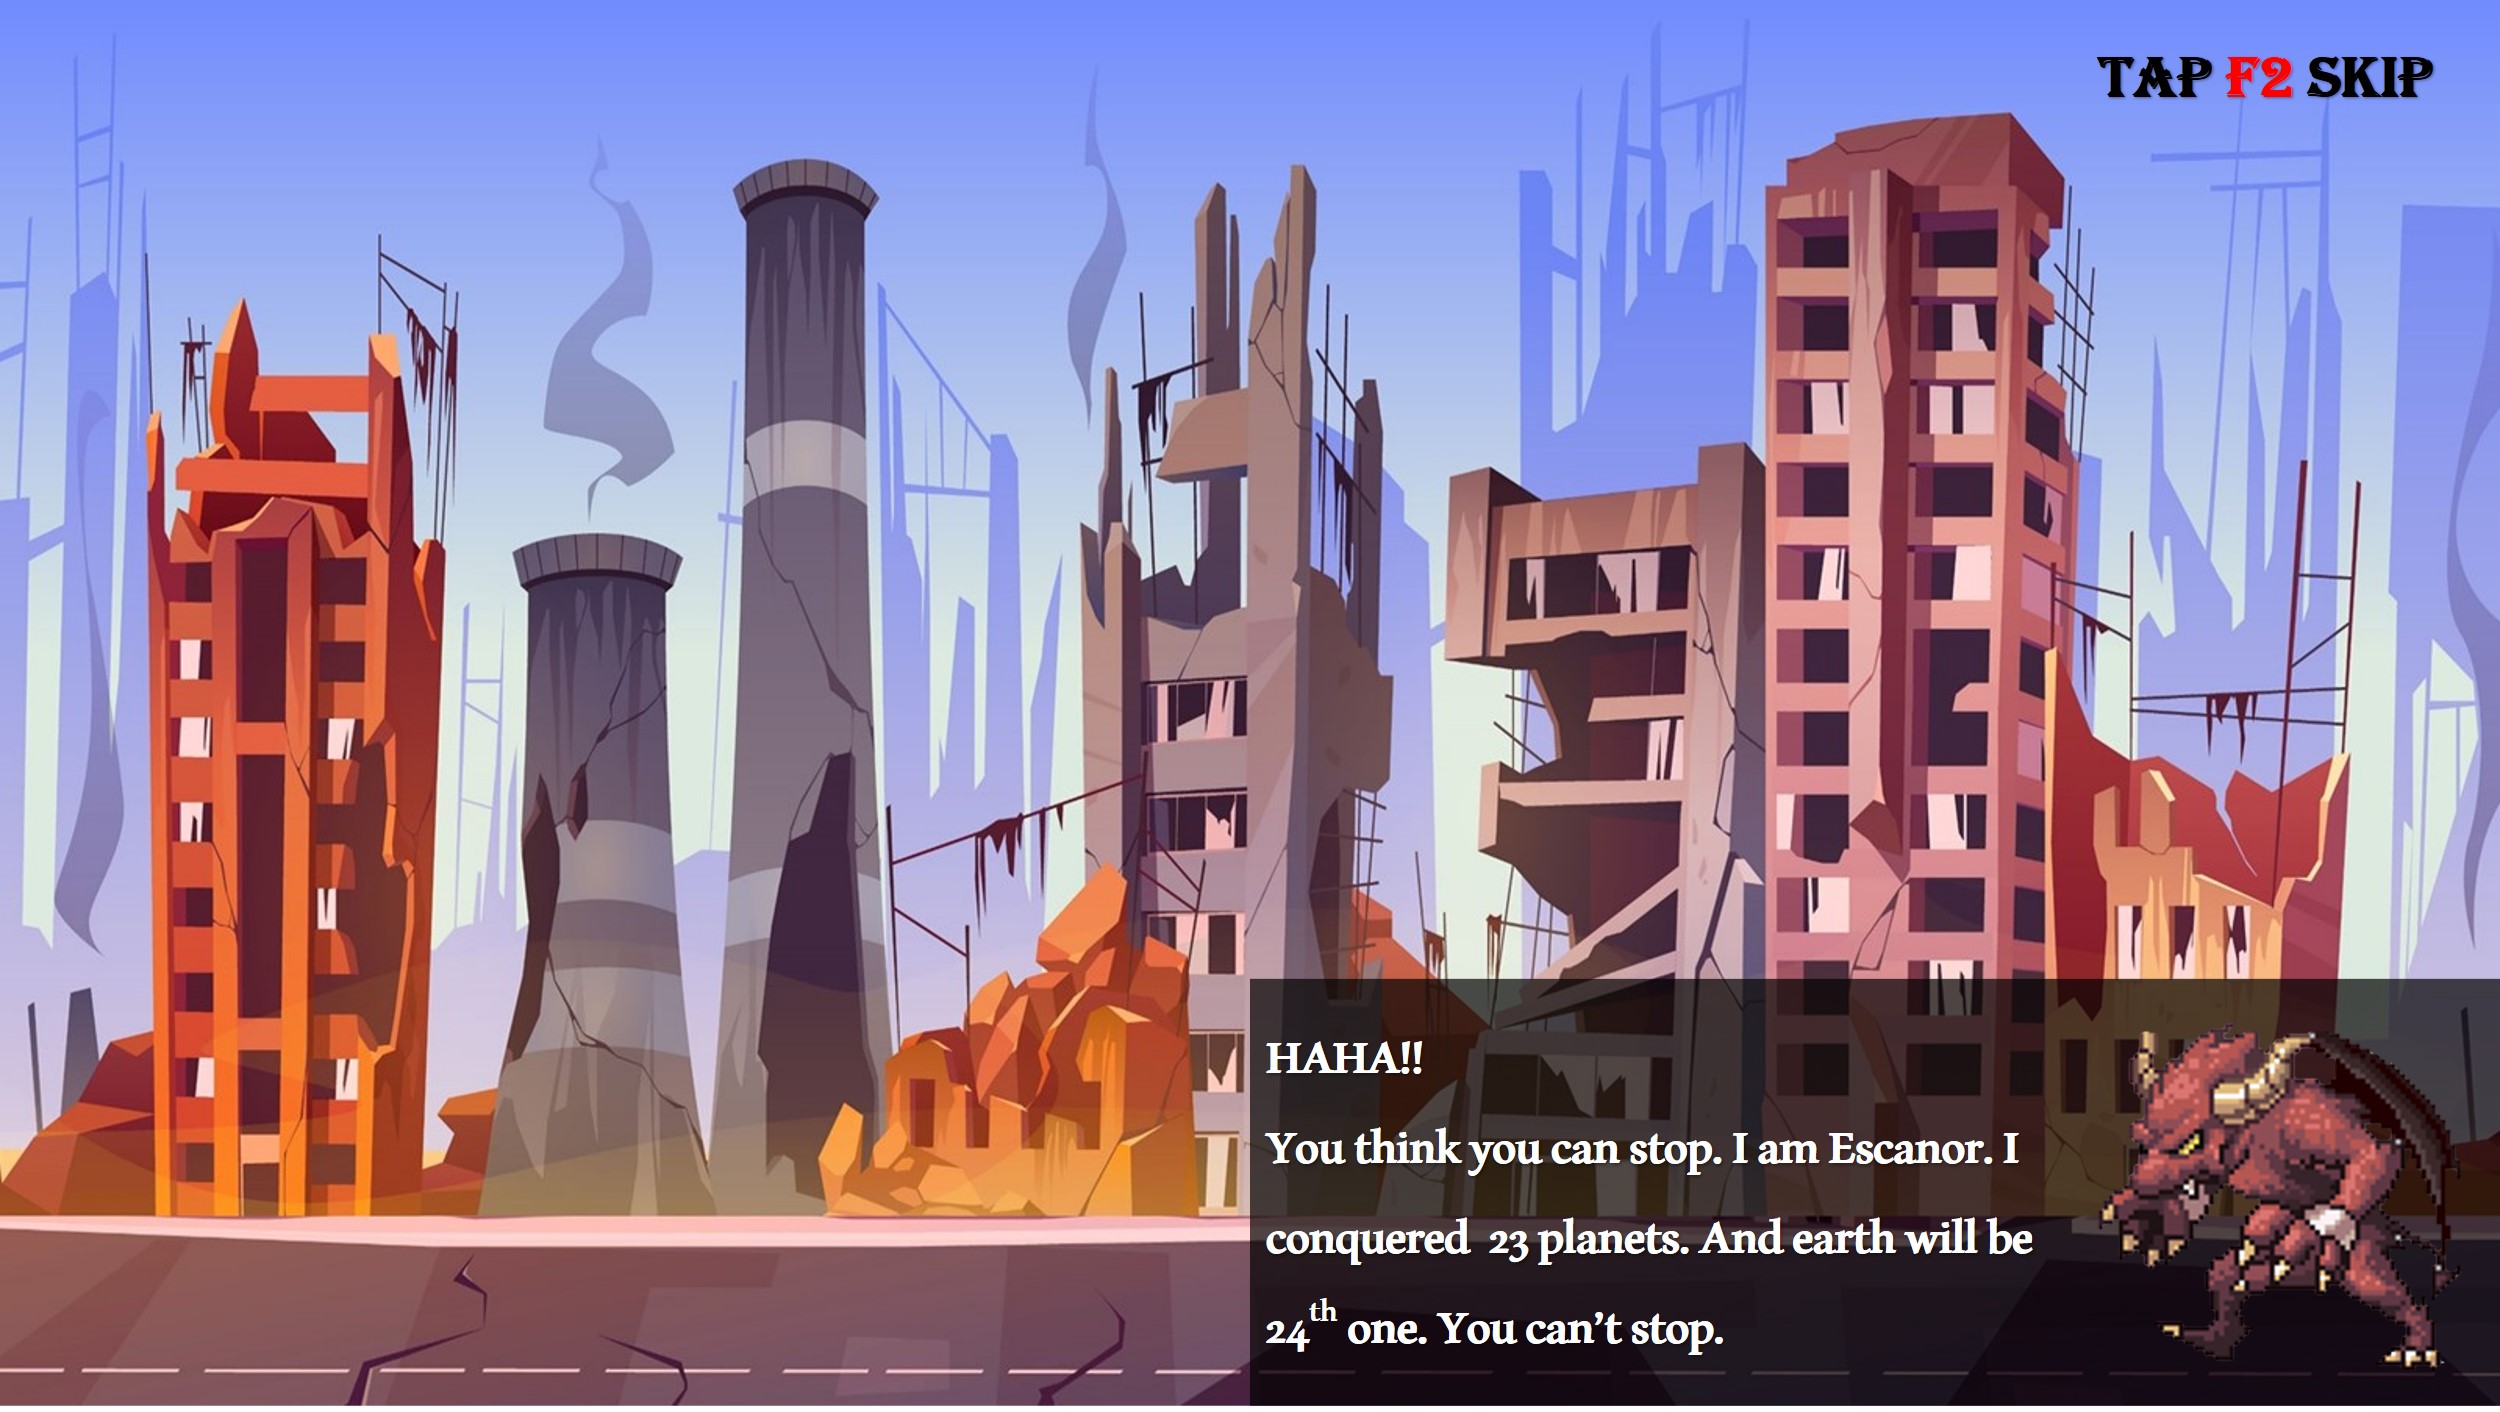 TAP F2 SKIP
HAHA!!
You think you can stop. I am Escanor. I
conquered 23 planets. And earth will be
24th one. You can't stop.